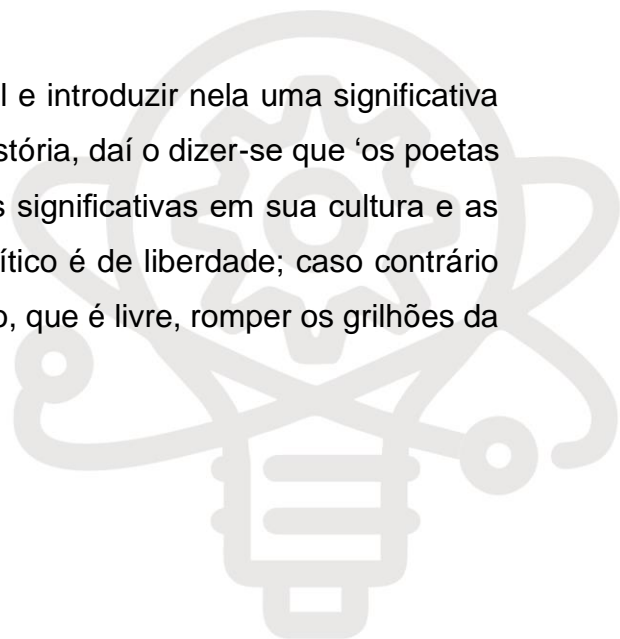 l e introduzir nela uma significativa
stória, daí o dizer-se que ‘os poetas
s significativas em sua cultura e as
ítico é de liberdade; caso contrário
o, que é livre, romper os grilhões da